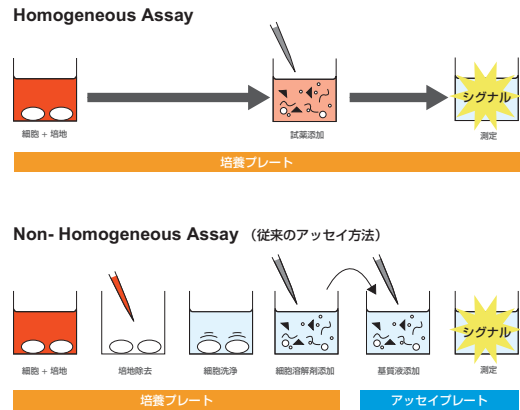 Homogeneous Assay
シグナル
細胞 + 培地
試薬添加
測定
培養プレート
Non- Homogeneous Assay （従来のアッセイ方法）
シグナル
細胞 + 培地
培地除去
細胞洗浄
細胞溶解剤添加
基質液添加
測定
培養プレート
アッセイプレート